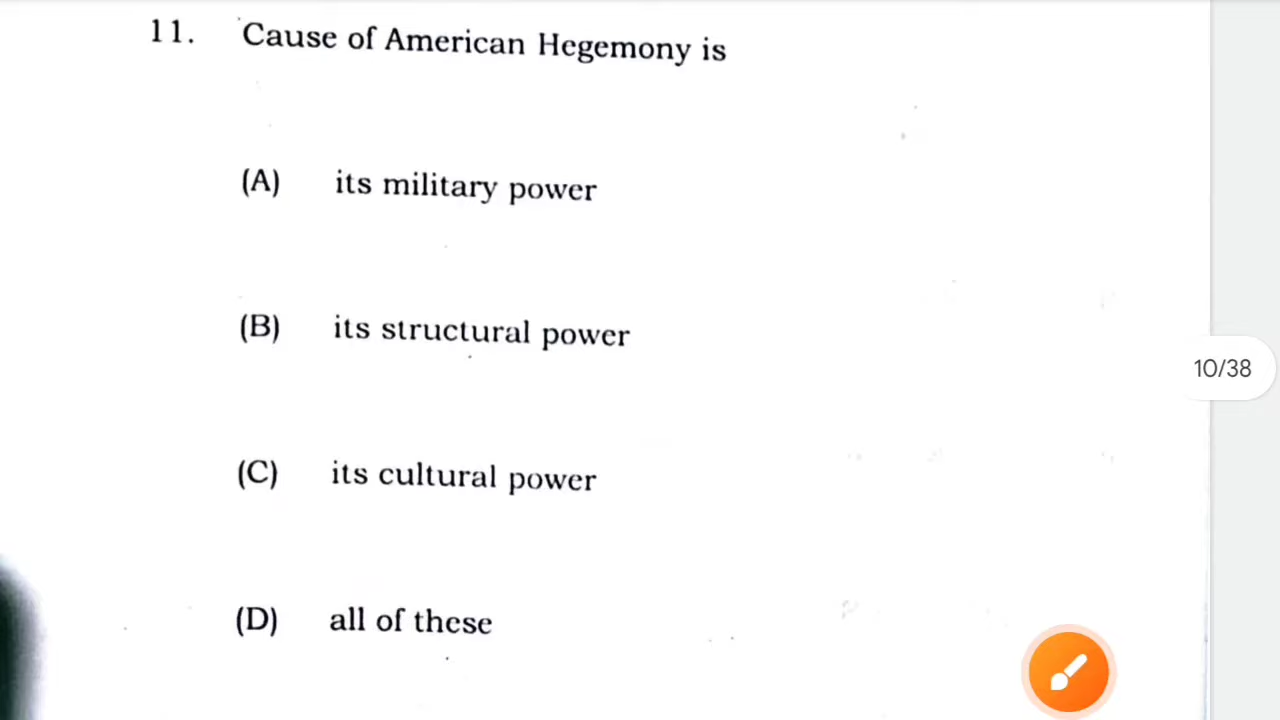 11. Cause of American Hegemony is
(A) its military power
(B) its structural power
(C) its cultural power
10/38
(D) all of these